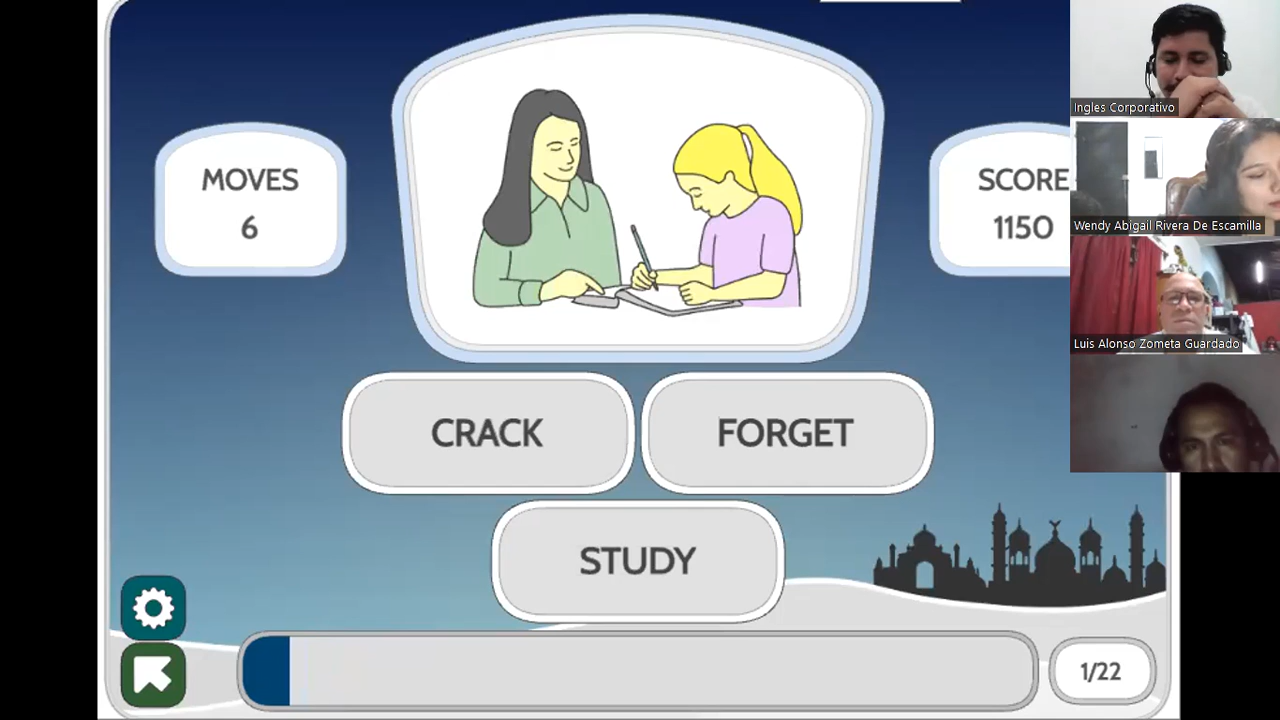 MOVES
6
SCORE
1150
CRACK
FORGET
STUDY
1/22
Ingles Corporativo
Wendy Abigail Rivera De Escamilla
Luis Alonso Zometa Guardado